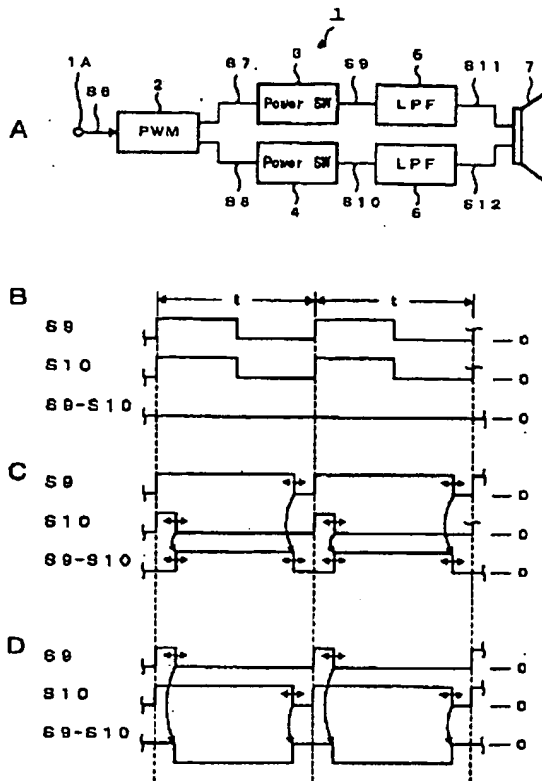 1
1A S6 2 S7 3 S9 5 S11 7
A PWM Power SW LPF
Power SW LPF
S8 4 S10 6 S12
B t t
S9 0
S10 0
S9-S10 0
C
S9 0
S10 0
S9-S10 0
D
S9 0
S10 0
S9-S10 0